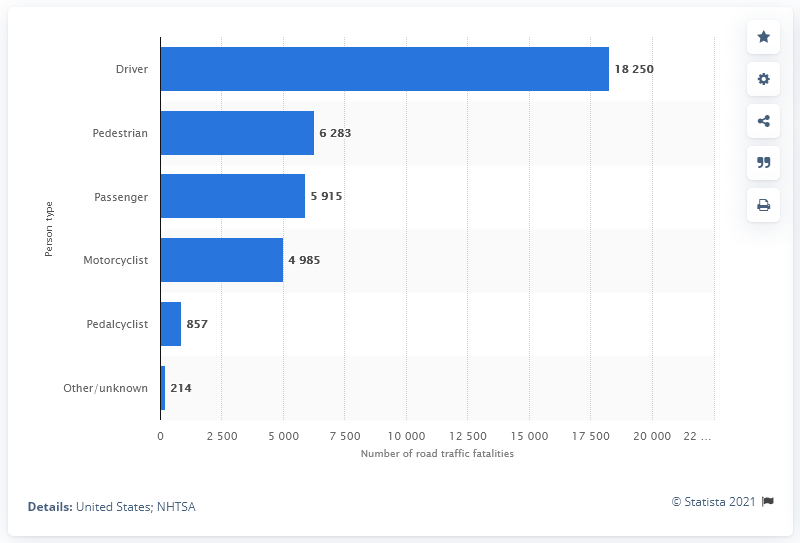 Driver
18 250
Pedestrian
6 283
Passenger
5 915
Motorcyclist
4 985
Pedalcyclist
857
Other/unknown
214
Person type
0 2 500 5 000 7 500 10 000 12 500 15 000 17 500 20 000 22 ...
Number of road traffic fatalities
Details: United States; NHTSA
© Statista 2021